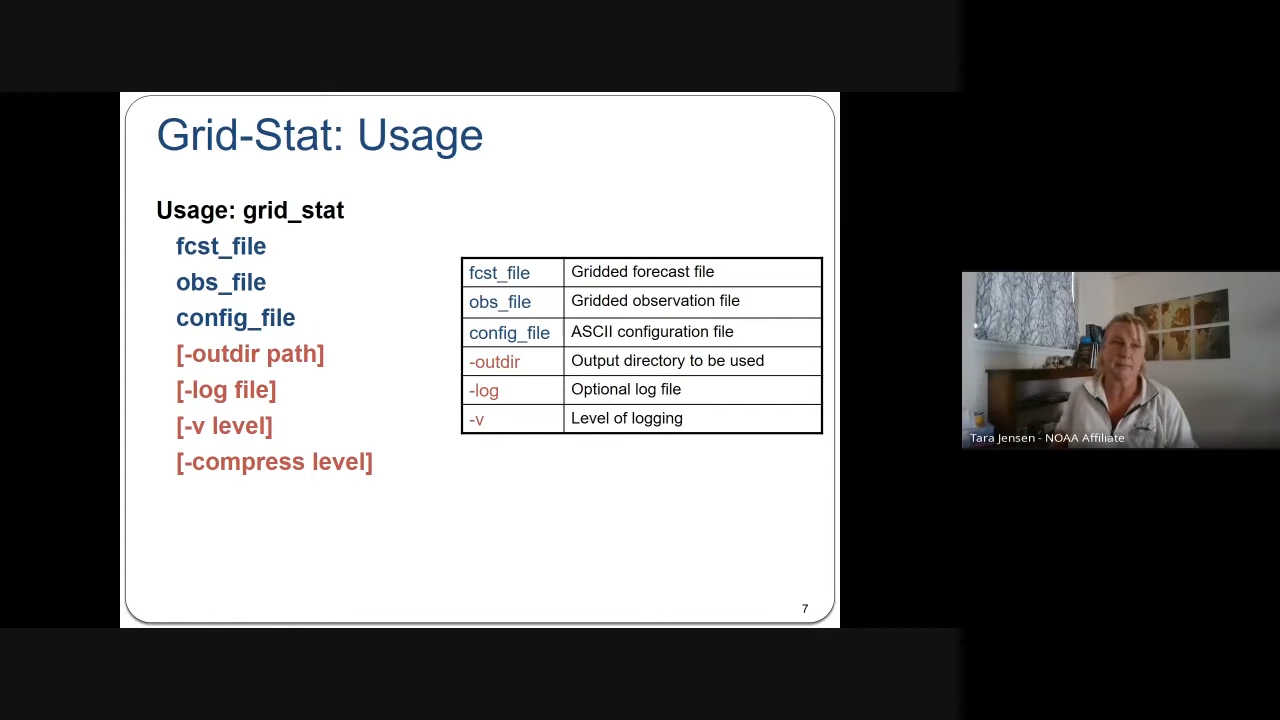 Grid-Stat: Usage
Usage: grid_stat
fcst_file
obs_file
config_file
[-outdir path]
[-log file]
[-v level]
[-compress level]
fcst_file Gridded forecast file
obs_file Gridded observation file
config_file ASCII configuration file
-outdir Output directory to be used
-log Optional log file
-v Level of logging
7
Tara Jensen - NOAA Affiliate